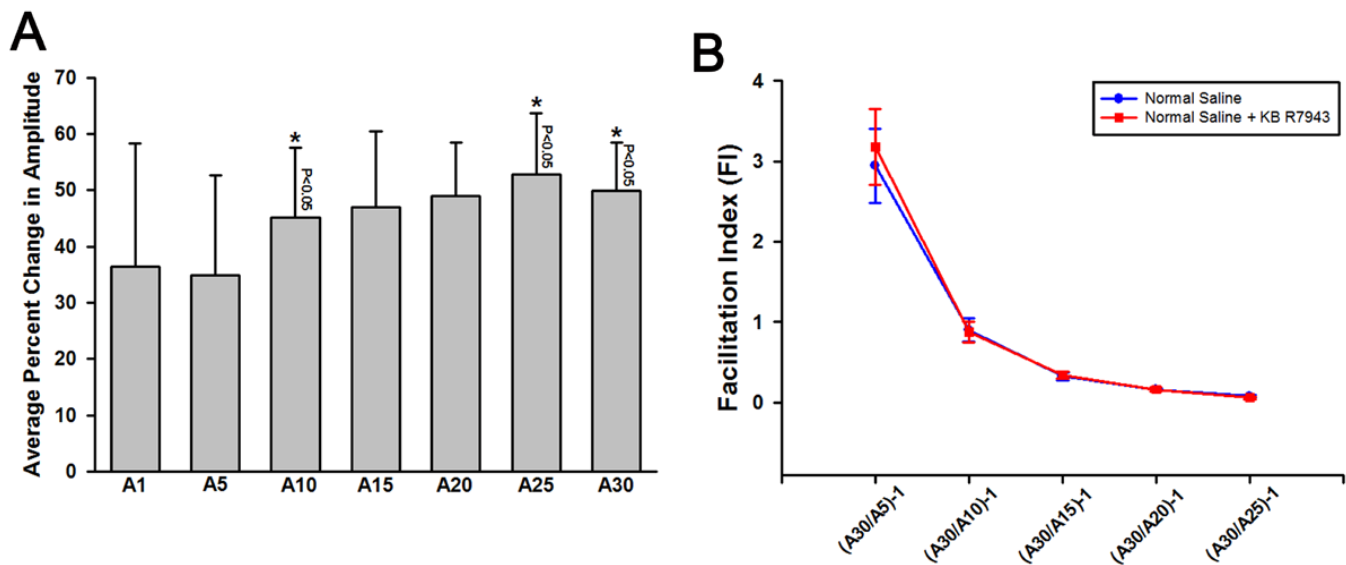 A
Average Percent Change in Amplitude
70
60
50
40
30
20
10
0
*
P<0.05
*
P<0.05
*
P<0.05
A1 A5 A10 A15 A20 A25 A30
B
Facilitation Index (FI)
4
3
2
1
0
Normal Saline
Normal Saline + KB R7943
(A30/A5)-1
(A30/A10)-1
(A30/A15)-1
(A30/A20)-1
(A30/A25)-1